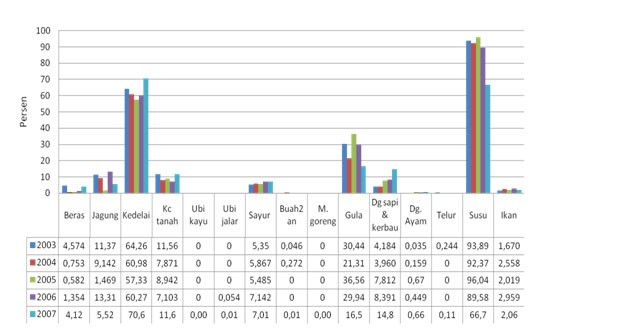 100
90
80
70
60
50
40
30
20
10
0
Persen
Beras Jagung Kedelai Kc tanah Ubi kayu Ubi jalar Sayur Buah2 an M. goreng Gula Dg sapi & kerbau Dg. Ayam Telur Susu Ikan
2003 4,574 11,37 64,26 11,56 0 0 5,35 0,046 0 30,44 4,184 0,035 0,244 93,89 1,670
2004 0,753 9,142 60,98 7,871 0 0 5,867 0,272 0 21,31 3,960 0,159 0 92,37 2,558
2005 0,582 1,469 57,33 8,942 0 0 5,485 0 0 36,56 7,812 0,67 0 96,04 2,019
2006 1,354 13,31 60,27 7,103 0 0,054 7,142 0 0 29,94 8,391 0,449 0 89,58 2,959
2007 4,12 5,52 70,6 11,6 0,00 0,01 7,01 0,01 0,00 16,5 14,8 0,66 0,11 66,7 2,06